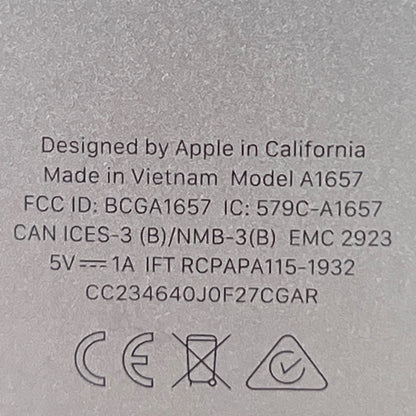 Designed by Apple in California
Made in Vietnam Model A1657
FCC ID: BCGA1657 IC: 579C-A1657
CAN ICES-3 (B)/NMB-3(B) EMC 2923
5V⎓1A IFT RCPAPA115-1932
CC234640J0F27CGAR
CE